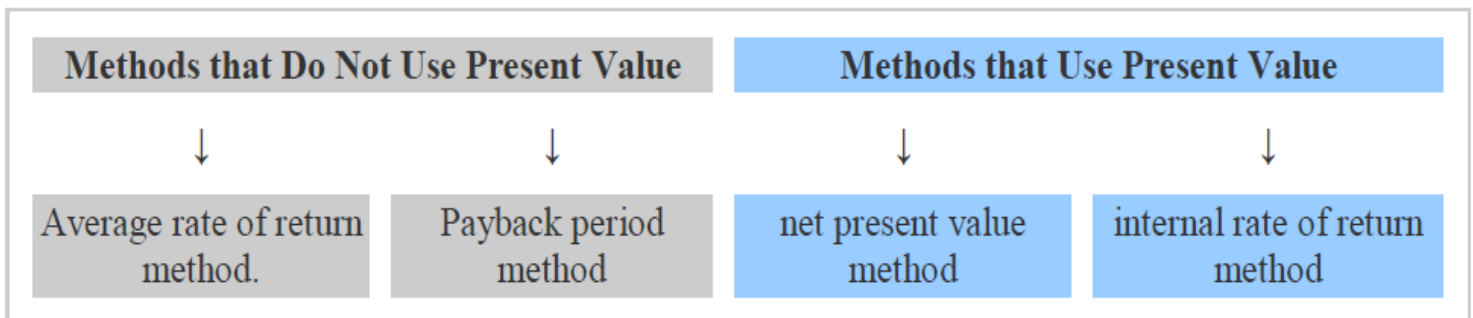 Methods that Do Not Use Present Value
Methods that Use Present Value
↓ ↓ ↓ ↓
Average rate of return
method.
Payback period
method
net present value
method
internal rate of return
method